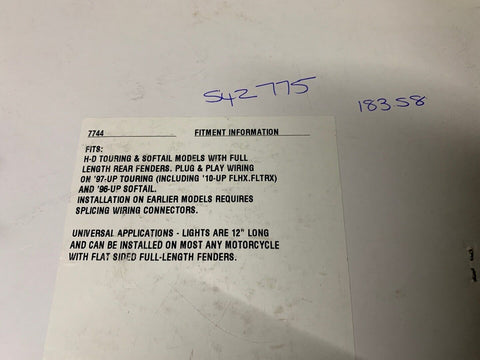 542775
18358
7744 FITMENT INFORMATION
FITS:
H-D TOURING & SOFTAIL MODELS WITH FULL
LENGTH REAR FENDERS. PLUG & PLAY WIRING
ON '97-UP TOURING (INCLUDING '10-UP FLHX.FLTRX)
AND '96-UP SOFTAIL.
INSTALLATION ON EARLIER MODELS REQUIRES
SPLICING WIRING CONNECTORS.
UNIVERSAL APPLICATIONS - LIGHTS ARE 12" LONG
AND CAN BE INSTALLED ON MOST ANY MOTORCYCLE
WITH FLAT SIDED FULL-LENGTH FENDERS.